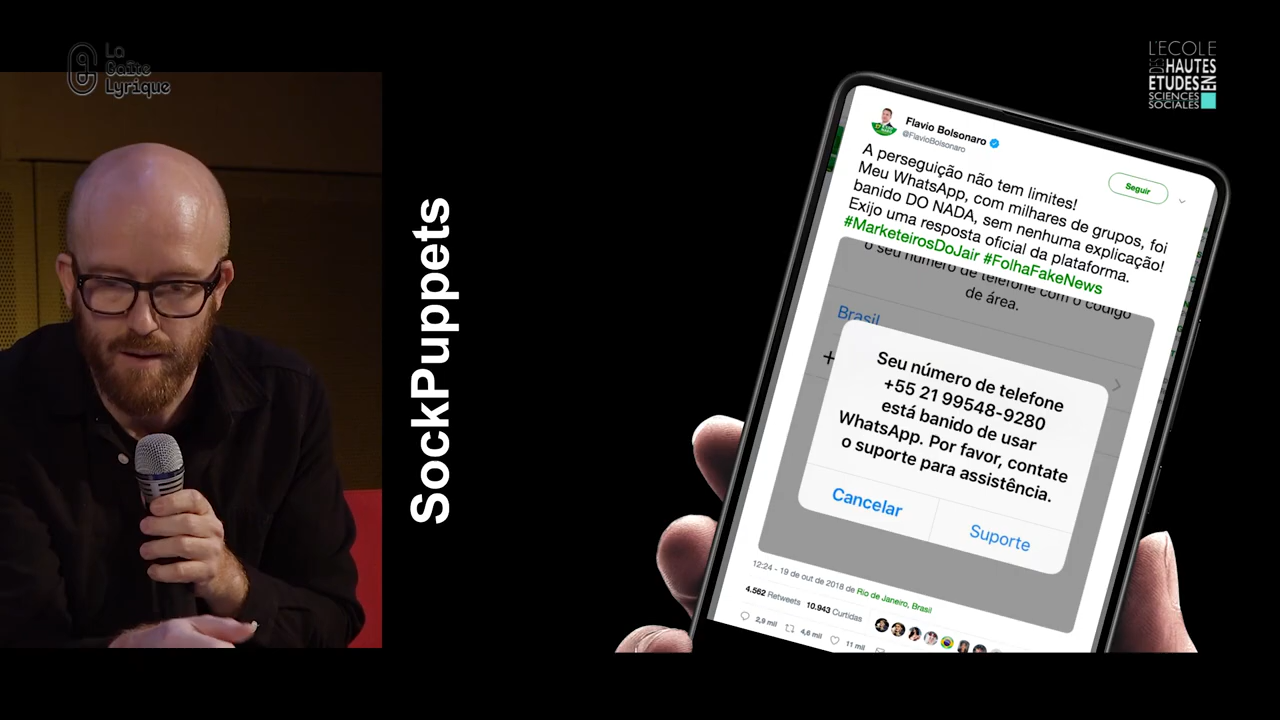 La
Gaîte
Lyrique
L'ECOLE
DES HAUTES
ETUDES EN
SCIENCES
SOCIALES
SockPuppets
Flavio Bolsonaro
@FlavioBolsonaro
Seguir
A perseguição não tem limites!
Meu WhatsApp, com milhares de grupos, foi
banido DO NADA, sem nenhuma explicação!
Exijo uma resposta oficial da plataforma.
#MarketeirosDoJair #FolhaFakeNews
o seu número de telefone com o código
de área.
Brasil
+
Seu número de telefone
+55 21 99548-9280
está banido de usar
WhatsApp. Por favor, contate
o suporte para assistência.
Cancelar
Suporte
12:24 - 19 de out de 2018 de Rio de Janeiro, Brasil
4.562 Retweets 10.943 Curtidas
2,9 mil 4,6 mil 11 mil